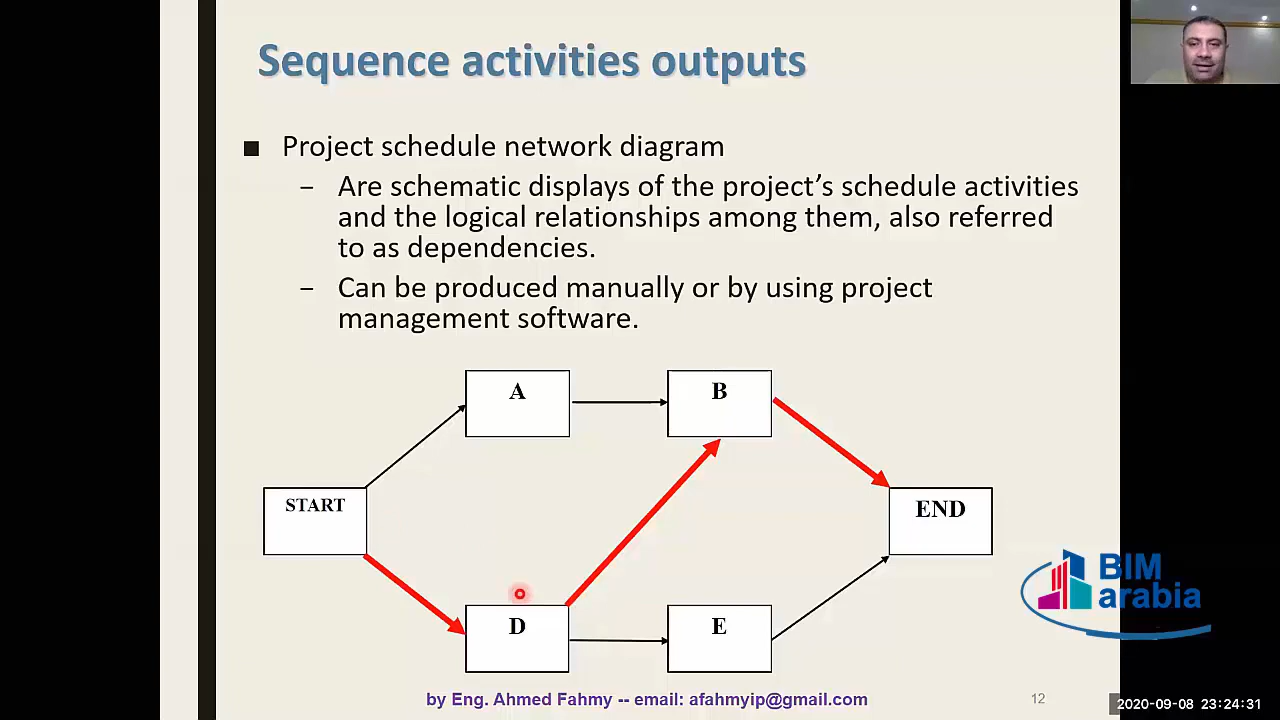 Sequence activities outputs
■ Project schedule network diagram
– Are schematic displays of the project’s schedule activities
and the logical relationships among them, also referred
to as dependencies.
– Can be produced manually or by using project
management software.
A
B
START
END
D
E
BIM
arabia
by Eng. Ahmed Fahmy -- email: afahmyip@gmail.com
12
2020-09-08 23:24:31